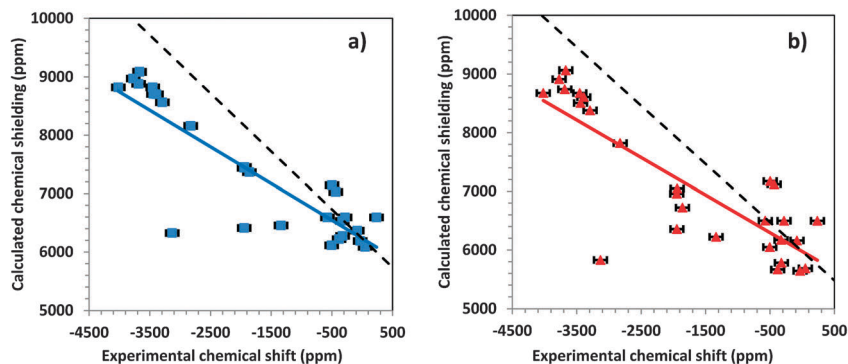 a)
Calculated chemical shielding (ppm)
10000
9000
8000
7000
6000
5000
-4500 -3500 -2500 -1500 -500 500
Experimental chemical shift (ppm)
b)
Calculated chemical shielding (ppm)
10000
9000
8000
7000
6000
5000
-4500 -3500 -2500 -1500 -500 500
Experimental chemical shift (ppm)